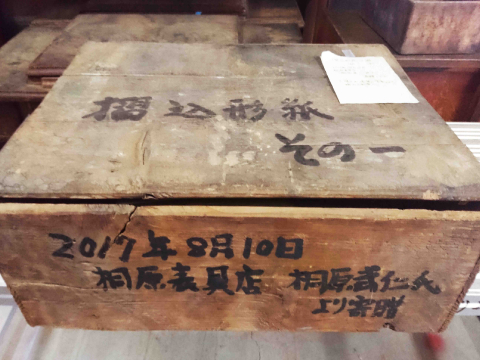 摺込形紙
その一
2017年8月10日
桐原表具店 桐原武仁氏
より寄贈